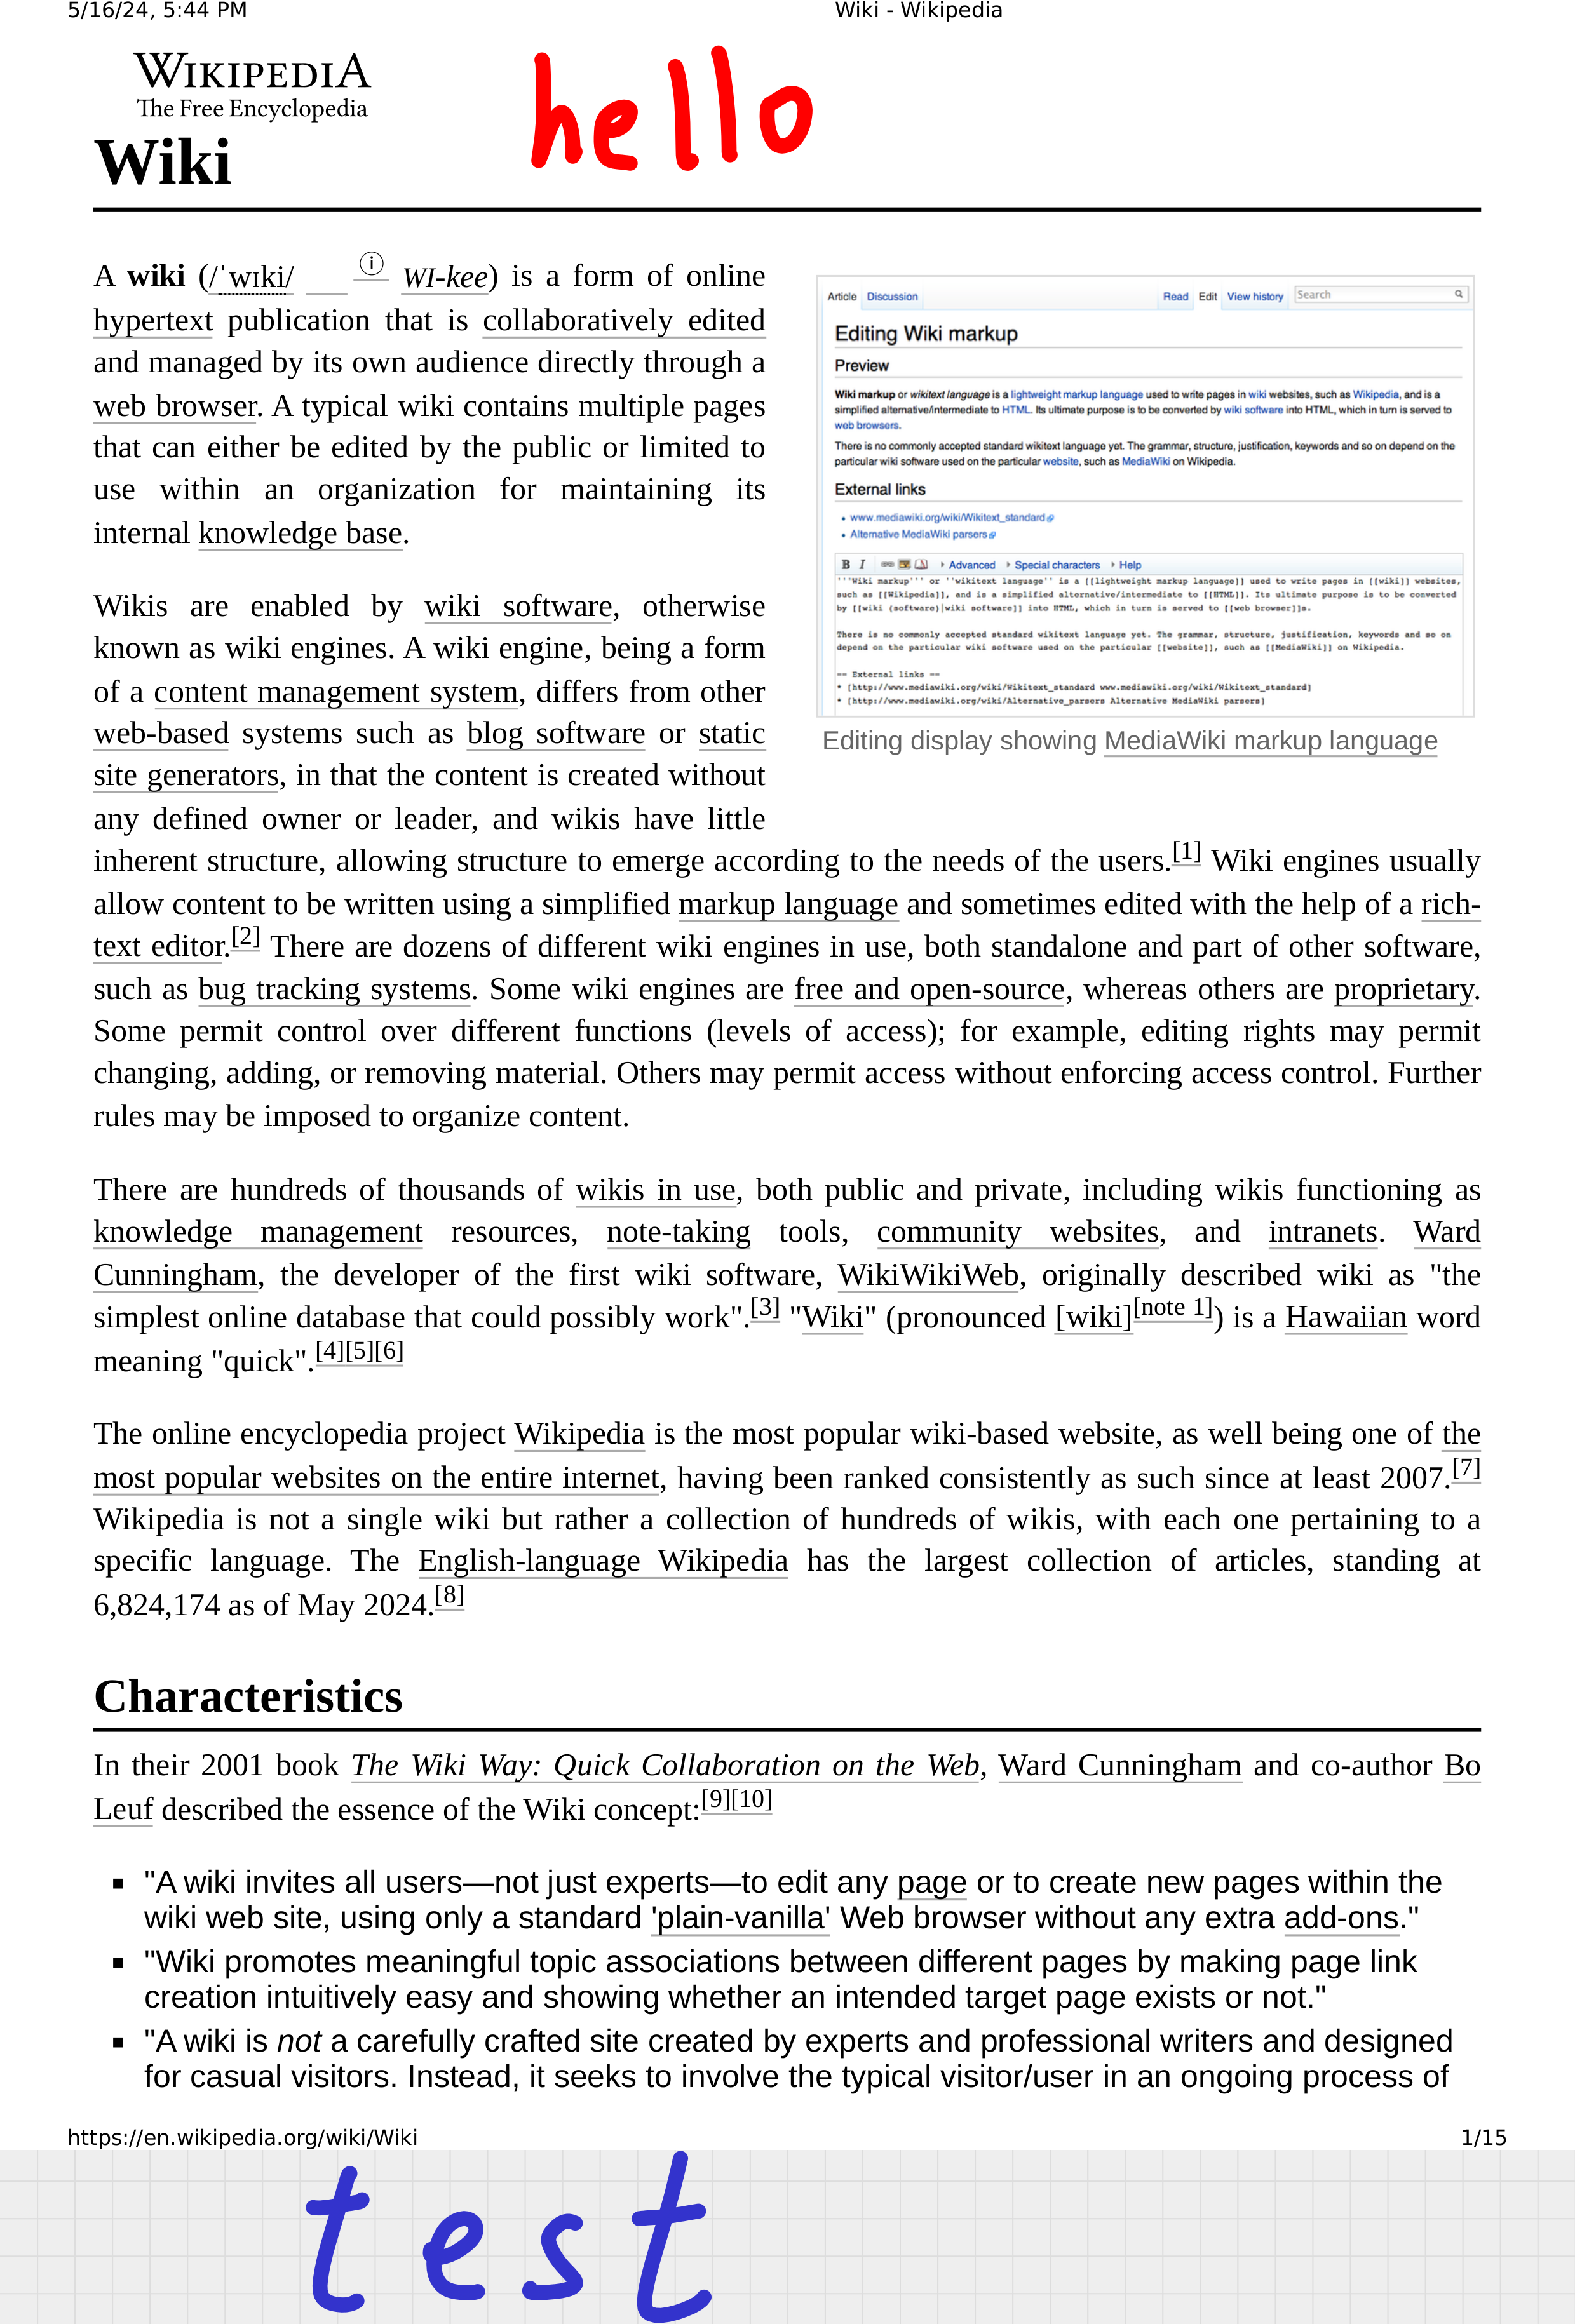 5/16/24, 5:44 PM Wiki - Wikipedia
WIKIPEDIA
The Free Encyclopedia
hello
Wiki
A wiki (/ˈwɪki/ ⓘ WI-kee) is a form of online
hypertext publication that is collaboratively edited
and managed by its own audience directly through a
web browser. A typical wiki contains multiple pages
that can either be edited by the public or limited to
use within an organization for maintaining its
internal knowledge base.
Article Discussion Read Edit View history Search
Editing Wiki markup
Preview
Wiki markup or wikitext language is a lightweight markup language used to write pages in wiki websites, such as Wikipedia, and is a
simplified alternative/intermediate to HTML. Its ultimate purpose is to be converted by wiki software into HTML, which in turn is served to
web browsers.
There is no commonly accepted standard wikitext language yet. The grammar, structure, justification, keywords and so on depend on the
particular wiki software used on the particular website, such as MediaWiki on Wikipedia.
External links
• www.mediawiki.org/wiki/Wikitext_standard
• Alternative MediaWiki parsers
B I Advanced Special characters Help
'''Wiki markup''' or ''wikitext language'' is a [[lightweight markup language]] used to write pages in [[wiki]] websites,
such as [[Wikipedia]], and is a simplified alternative/intermediate to [[HTML]]. Its ultimate purpose is to be converted
by [[wiki (software)|wiki software]] into HTML, which in turn is served to [[web browser]]s.
There is no commonly accepted standard wikitext language yet. The grammar, structure, justification, keywords and so on
depend on the particular wiki software used on the particular [[website]], such as [[MediaWiki]] on Wikipedia.
== External links ==
* [http://www.mediawiki.org/wiki/Wikitext_standard www.mediawiki.org/wiki/Wikitext_standard]
* [http://www.mediawiki.org/wiki/Alternative_parsers Alternative MediaWiki parsers]
Editing display showing MediaWiki markup language
Wikis are enabled by wiki software, otherwise
known as wiki engines. A wiki engine, being a form
of a content management system, differs from other
web-based systems such as blog software or static
site generators, in that the content is created without
any defined owner or leader, and wikis have little
inherent structure, allowing structure to emerge according to the needs of the users.[1] Wiki engines usually
allow content to be written using a simplified markup language and sometimes edited with the help of a rich-
text editor.[2] There are dozens of different wiki engines in use, both standalone and part of other software,
such as bug tracking systems. Some wiki engines are free and open-source, whereas others are proprietary.
Some permit control over different functions (levels of access); for example, editing rights may permit
changing, adding, or removing material. Others may permit access without enforcing access control. Further
rules may be imposed to organize content.
There are hundreds of thousands of wikis in use, both public and private, including wikis functioning as
knowledge management resources, note-taking tools, community websites, and intranets. Ward
Cunningham, the developer of the first wiki software, WikiWikiWeb, originally described wiki as "the
simplest online database that could possibly work".[3] "Wiki" (pronounced [wiki][note 1]) is a Hawaiian word
meaning "quick".[4][5][6]
The online encyclopedia project Wikipedia is the most popular wiki-based website, as well being one of the
most popular websites on the entire internet, having been ranked consistently as such since at least 2007.[7]
Wikipedia is not a single wiki but rather a collection of hundreds of wikis, with each one pertaining to a
specific language. The English-language Wikipedia has the largest collection of articles, standing at
6,824,174 as of May 2024.[8]
Characteristics
In their 2001 book The Wiki Way: Quick Collaboration on the Web, Ward Cunningham and co-author Bo
Leuf described the essence of the Wiki concept:[9][10]
▪ "A wiki invites all users—not just experts—to edit any page or to create new pages within the
wiki web site, using only a standard 'plain-vanilla' Web browser without any extra add-ons."
▪ "Wiki promotes meaningful topic associations between different pages by making page link
creation intuitively easy and showing whether an intended target page exists or not."
▪ "A wiki is not a carefully crafted site created by experts and professional writers and designed
for casual visitors. Instead, it seeks to involve the typical visitor/user in an ongoing process of
https://en.wikipedia.org/wiki/Wiki 1/15
test